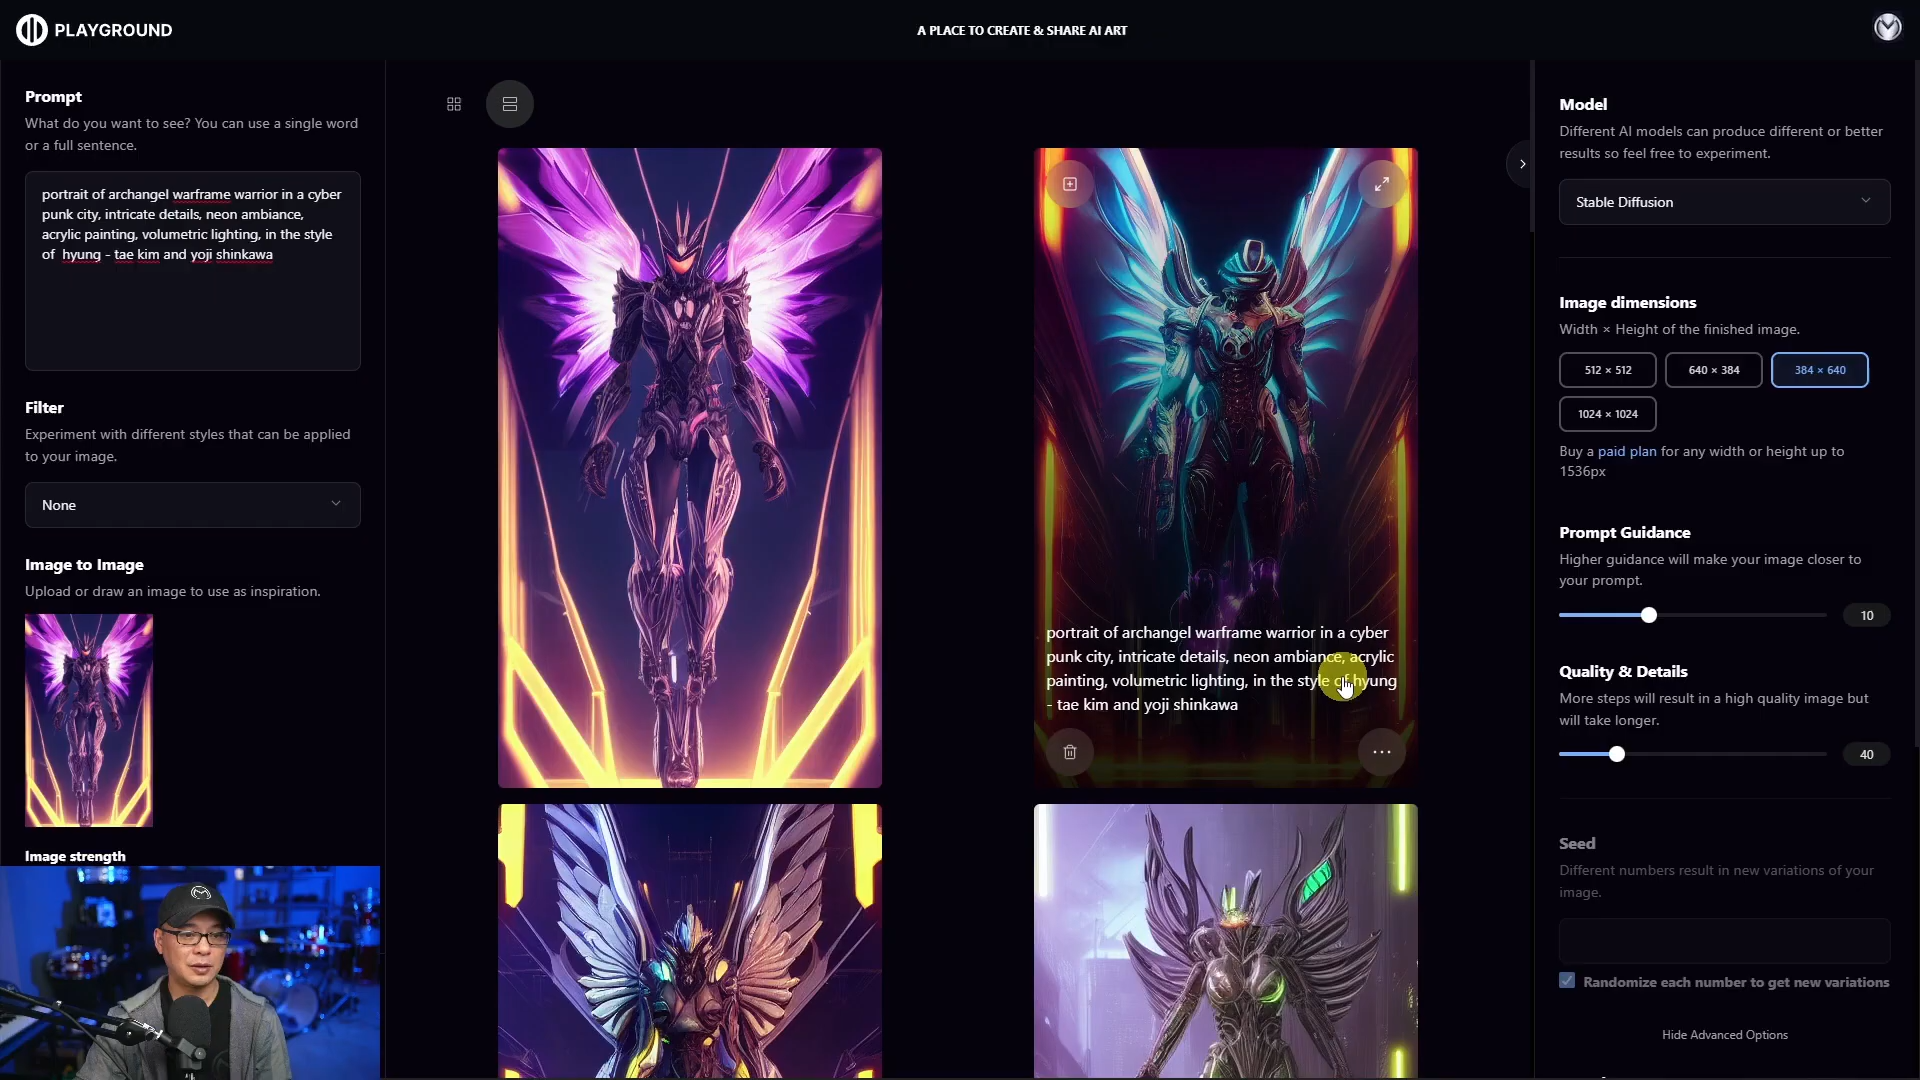 PLAYGROUND
A PLACE TO CREATE & SHARE AI ART
Prompt
What do you want to see? You can use a single word
or a full sentence.
portrait of archangel warframe warrior in a cyber
punk city, intricate details, neon ambiance,
acrylic painting, volumetric lighting, in the style
of  hyung - tae kim and yoji shinkawa
Filter
Experiment with different styles that can be applied
to your image.
None
Image to Image
Upload or draw an image to use as inspiration.
Image strength
portrait of archangel warframe warrior in a cyber
punk city, intricate details, neon ambiance, acrylic
painting, volumetric lighting, in the style of hyung
- tae kim and yoji shinkawa
Model
Different AI models can produce different or better
results so feel free to experiment.
Stable Diffusion
Image dimensions
Width × Height of the finished image.
512 × 512
640 × 384
384 × 640
1024 × 1024
Buy a paid plan for any width or height up to
1536px
Prompt Guidance
Higher guidance will make your image closer to
your prompt.
10
Quality & Details
More steps will result in a high quality image but
will take longer.
40
Seed
Different numbers result in new variations of your
image.
Randomize each number to get new variations
Hide Advanced Options